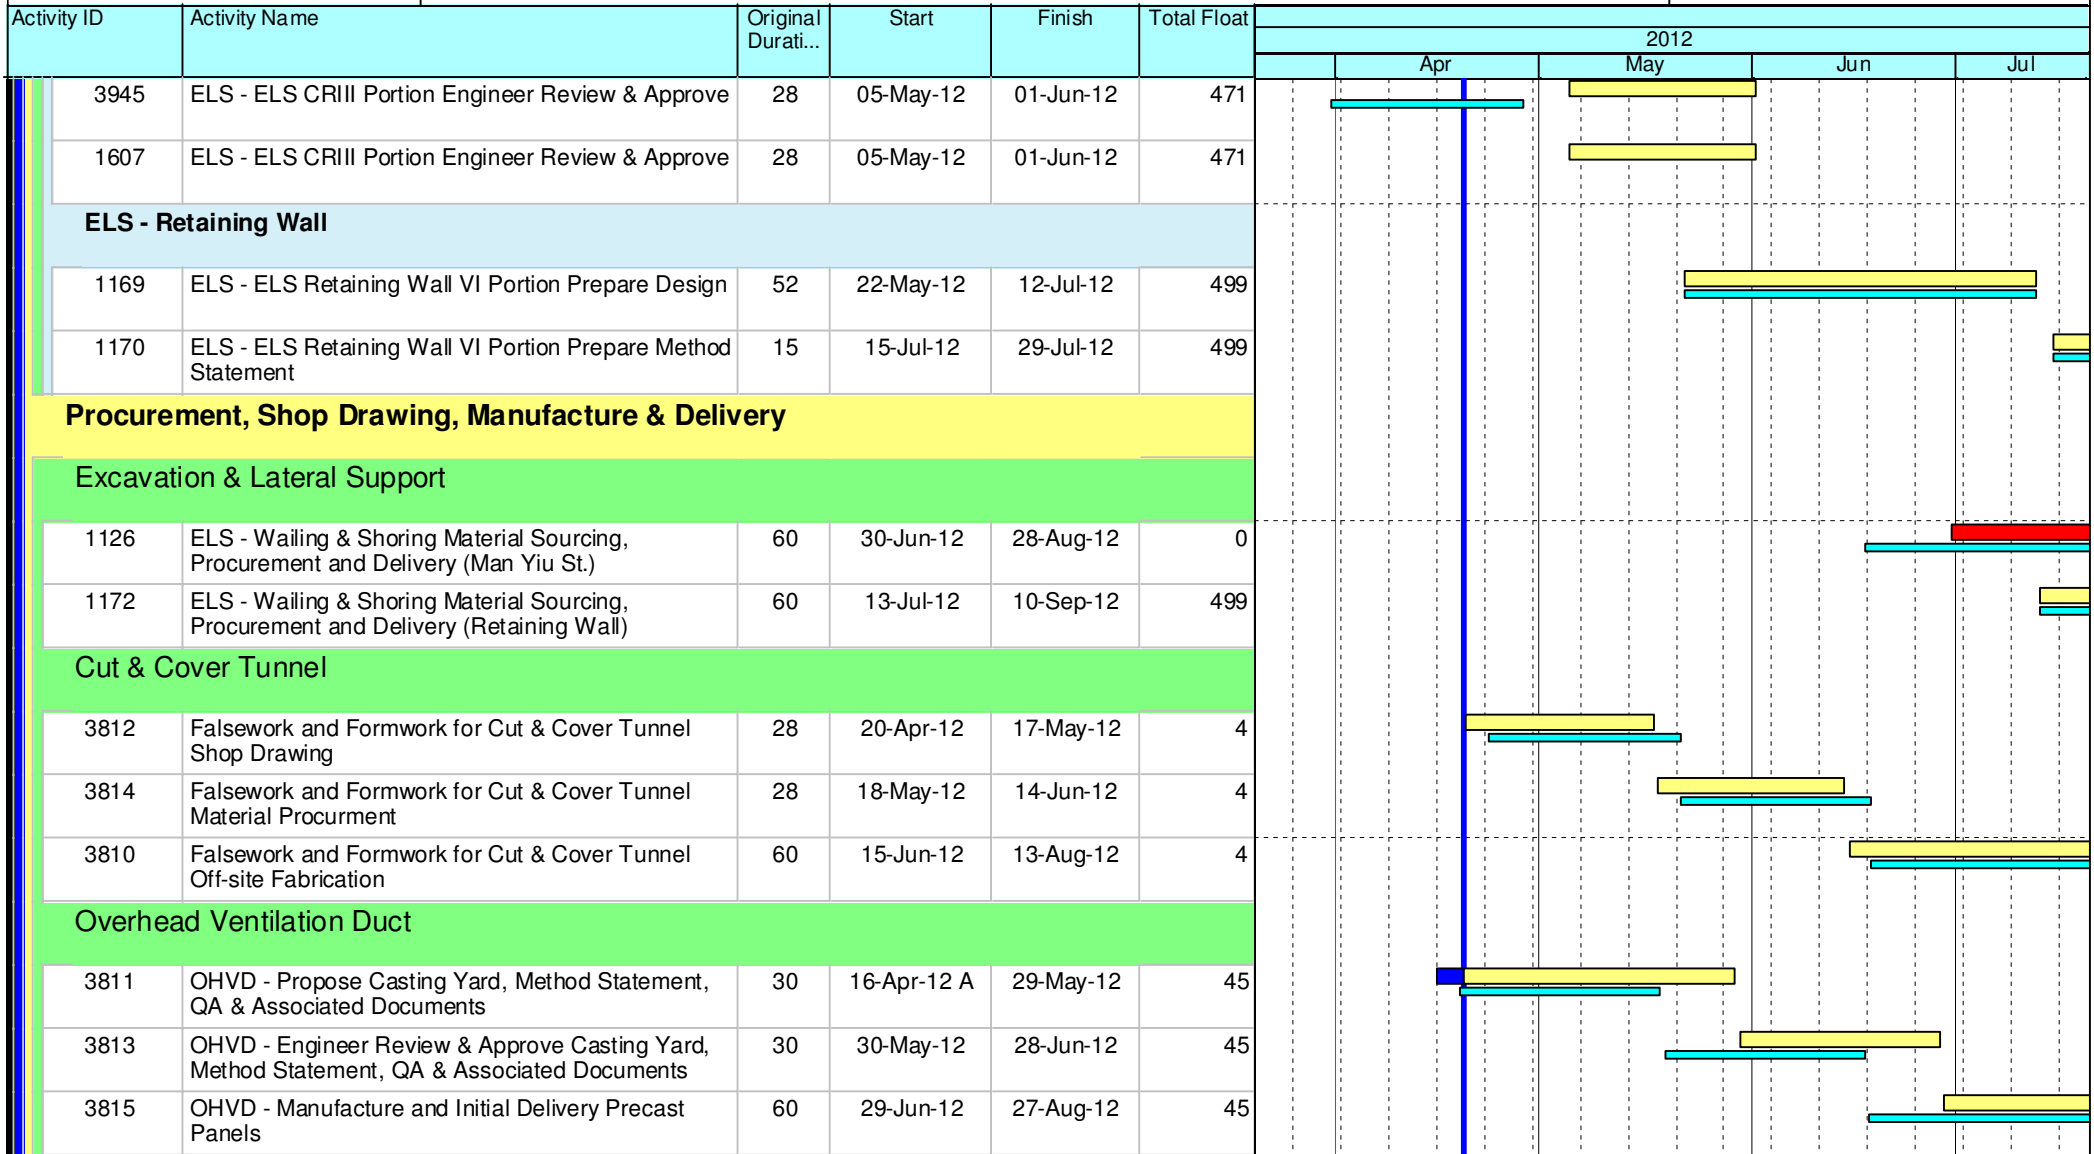 Activity ID Activity Name Original Start Finish Total Float
Durati...
2012
Apr May Jun Jul
3945 ELS - ELS CRIII Portion Engineer Review & Approve 28 05-May-12 01-Jun-12 471
1607 ELS - ELS CRIII Portion Engineer Review & Approve 28 05-May-12 01-Jun-12 471
ELS - Retaining Wall
1169 ELS - ELS Retaining Wall VI Portion Prepare Design 52 22-May-12 12-Jul-12 499
1170 ELS - ELS Retaining Wall VI Portion Prepare Method 15 15-Jul-12 29-Jul-12 499
Statement
Procurement, Shop Drawing, Manufacture & Delivery
Excavation & Lateral Support
1126 ELS - Wailing & Shoring Material Sourcing, 60 30-Jun-12 28-Aug-12 0
Procurement and Delivery (Man Yiu St.)
1172 ELS - Wailing & Shoring Material Sourcing, 60 13-Jul-12 10-Sep-12 499
Procurement and Delivery (Retaining Wall)
Cut & Cover Tunnel
3812 Falsework and Formwork for Cut & Cover Tunnel 28 20-Apr-12 17-May-12 4
Shop Drawing
3814 Falsework and Formwork for Cut & Cover Tunnel 28 18-May-12 14-Jun-12 4
Material Procurment
3810 Falsework and Formwork for Cut & Cover Tunnel 60 15-Jun-12 13-Aug-12 4
Off-site Fabrication
Overhead Ventilation Duct
3811 OHVD - Propose Casting Yard, Method Statement, 30 16-Apr-12 A 29-May-12 45
QA & Associated Documents
3813 OHVD - Engineer Review & Approve Casting Yard, 30 30-May-12 28-Jun-12 45
Method Statement, QA & Associated Documents
3815 OHVD - Manufacture and Initial Delivery Precast 60 29-Jun-12 27-Aug-12 45
Panels